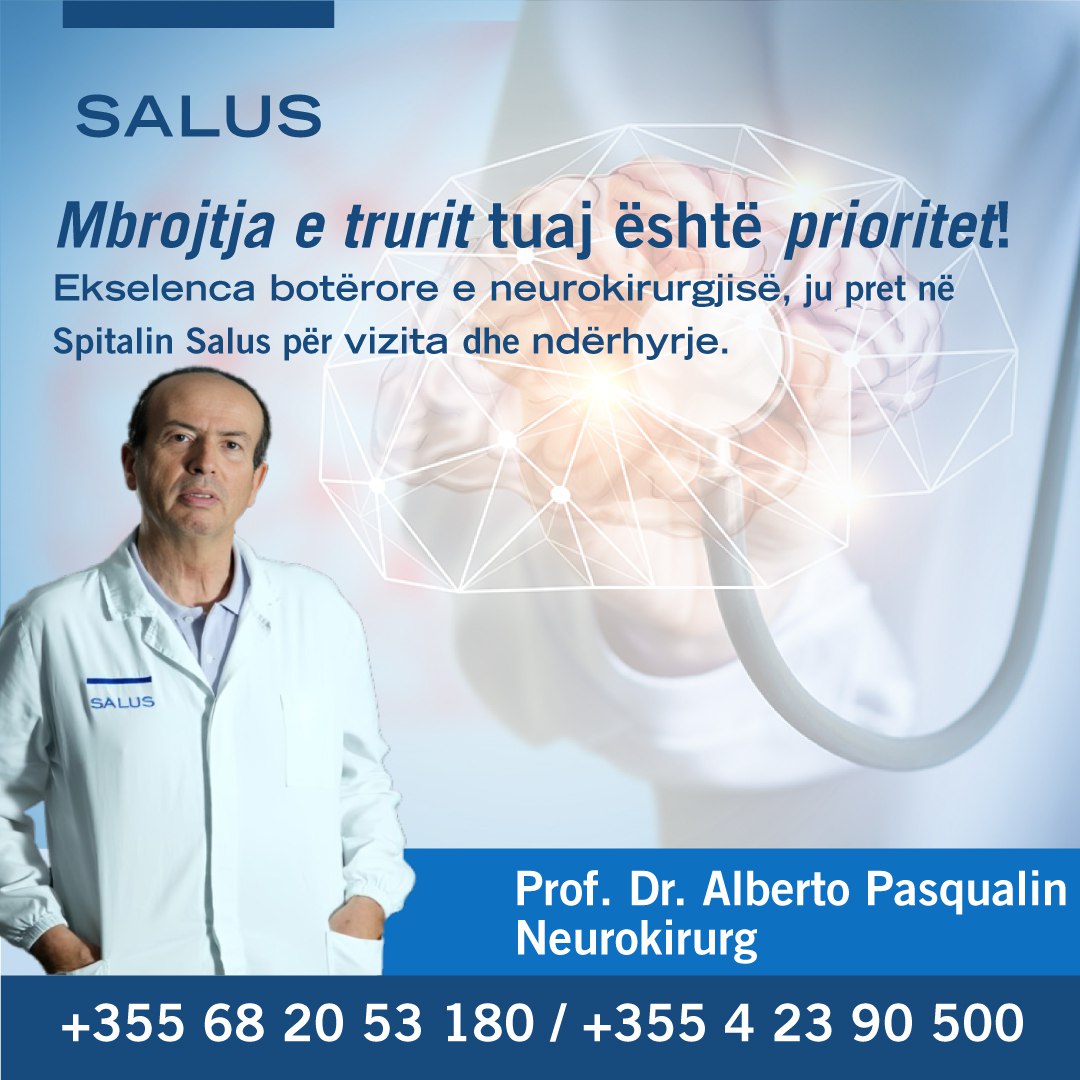 SALUS
Mbrojtja e trurit tuaj është prioritet!
Ekselenca botërore e neurokirurgjisë, ju pret në
Spitalin Salus për vizita dhe ndërhyrje.
SALUS
Prof. Dr. Alberto Pasqualin
Neurokirurg
+355 68 20 53 180 / +355 4 23 90 500